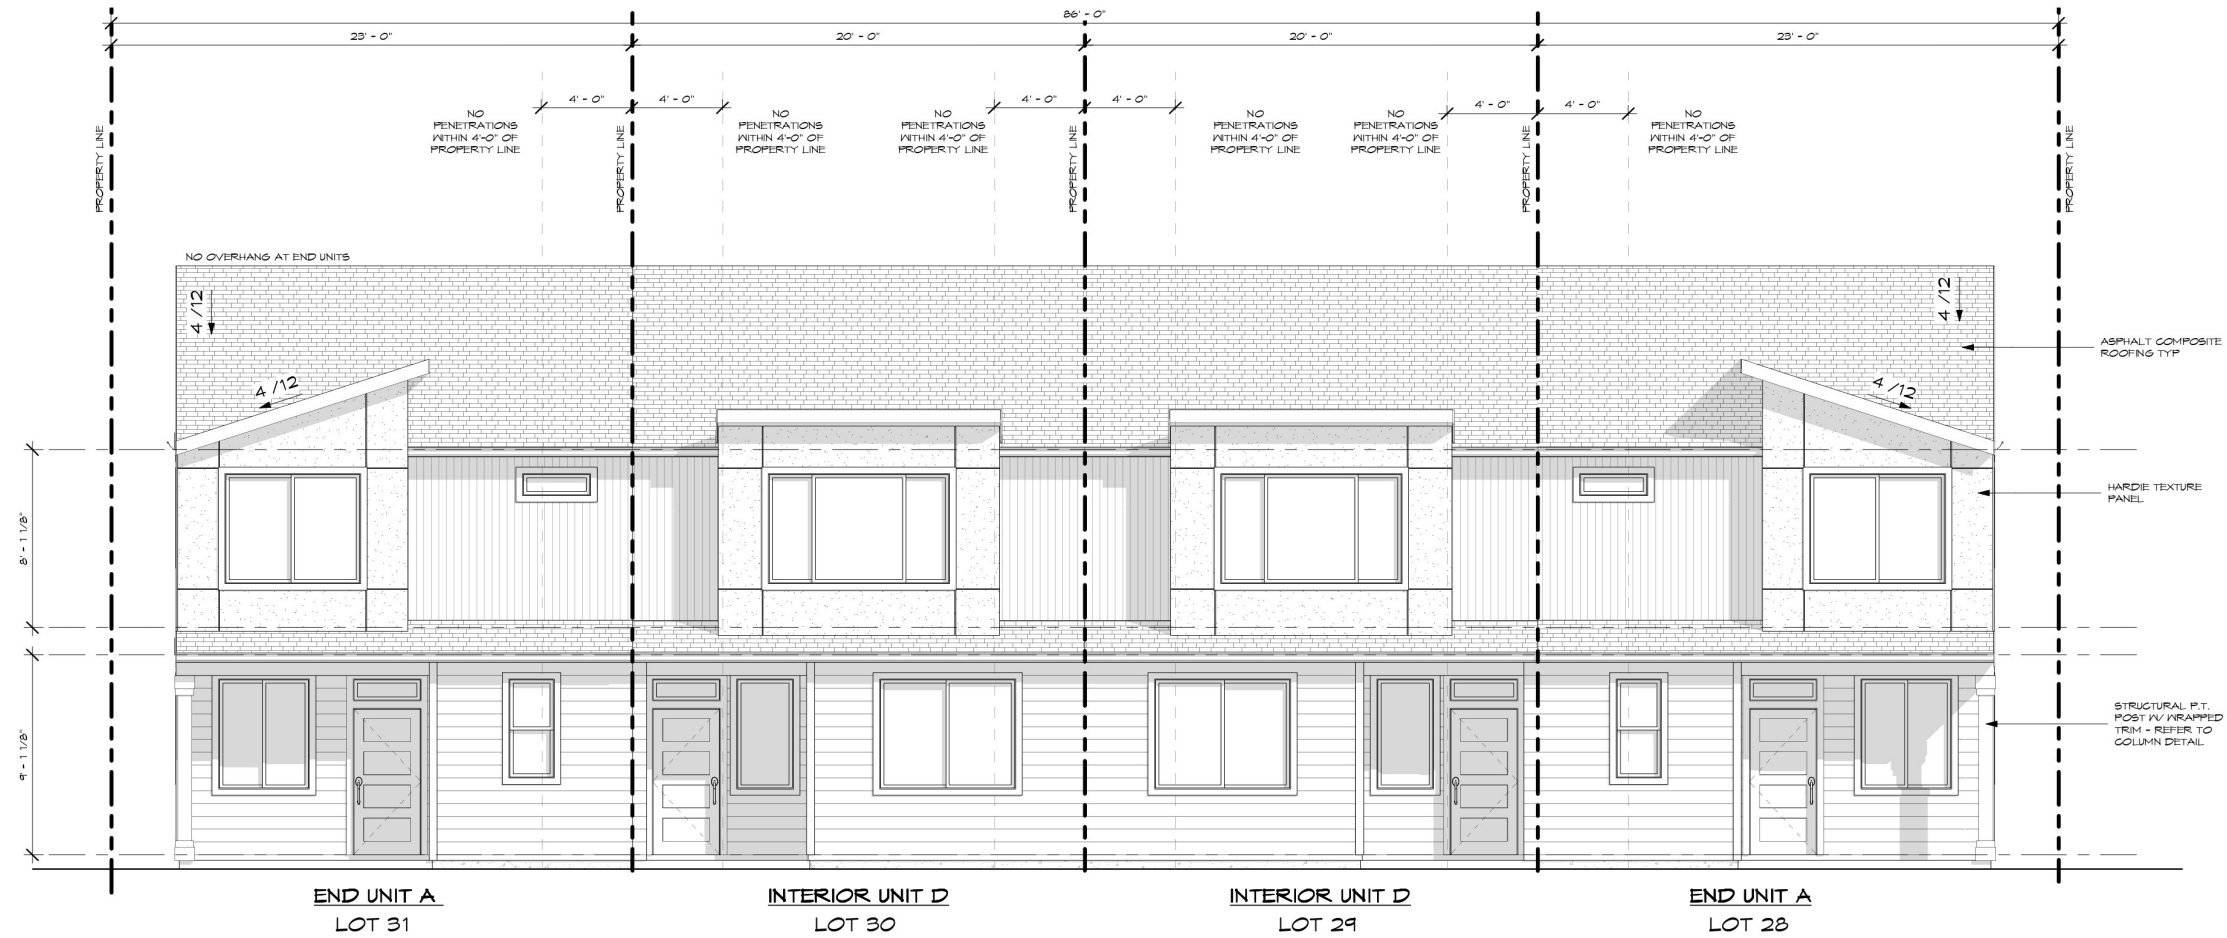 86' - 0"
23' - 0"
20' - 0"
20' - 0"
23' - 0"
4' - 0"
4' - 0"
4' - 0"
4' - 0"
4' - 0"
4' - 0"
NO
PENETRATIONS
WITHIN 4'-0" OF
PROPERTY LINE
NO
PENETRATIONS
WITHIN 4'-0" OF
PROPERTY LINE
NO
PENETRATIONS
WITHIN 4'-0" OF
PROPERTY LINE
NO
PENETRATIONS
WITHIN 4'-0" OF
PROPERTY LINE
NO
PENETRATIONS
WITHIN 4'-0" OF
PROPERTY LINE
NO
PENETRATIONS
WITHIN 4'-0" OF
PROPERTY LINE
PROPERTY LINE
PROPERTY LINE
PROPERTY LINE
PROPERTY LINE
PROPERTY LINE
NO OVERHANG AT END UNITS
4 /12
4 /12
4 /12
4 /12
ASPHALT COMPOSITE
ROOFING TYP
HARDIE TEXTURE
PANEL
8' - 1 1/8"
9' - 1 1/8"
STRUCTURAL P.T.
POST W/ WRAPPED
TRIM - REFER TO
COLUMN DETAIL
END UNIT A
LOT 31
INTERIOR UNIT D
LOT 30
INTERIOR UNIT D
LOT 29
END UNIT A
LOT 28